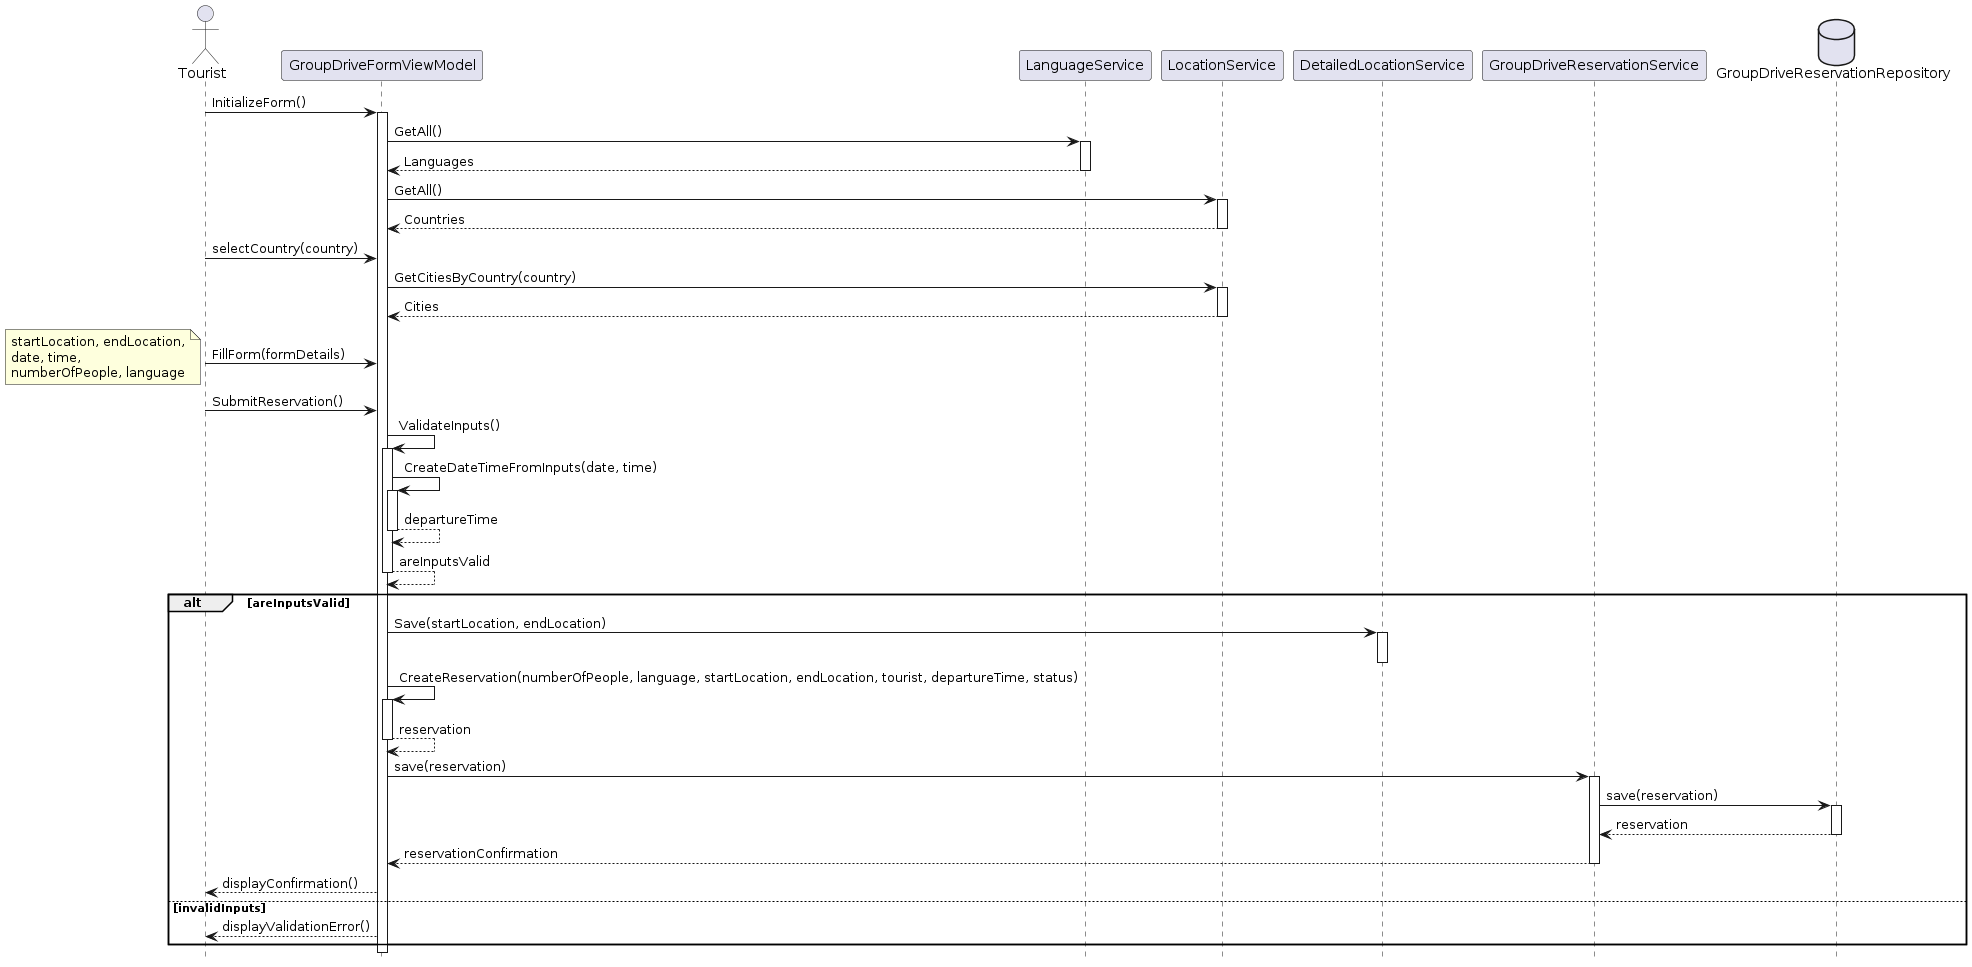 Tourist
GroupDriveFormViewModel
LanguageService
LocationService
DetailedLocationService
GroupDriveReservationService
GroupDriveReservationRepository
InitializeForm()
GetAll()
Languages
GetAll()
Countries
selectCountry(country)
GetCitiesByCountry(country)
Cities
startLocation, endLocation,
date, time,
numberOfPeople, language
FillForm(formDetails)
SubmitReservation()
ValidateInputs()
CreateDateTimeFromInputs(date, time)
departureTime
areInputsValid
alt [areInputsValid]
Save(startLocation, endLocation)
CreateReservation(numberOfPeople, language, startLocation, endLocation, tourist, departureTime, status)
reservation
save(reservation)
save(reservation)
reservation
reservationConfirmation
displayConfirmation()
[invalidInputs]
displayValidationError()